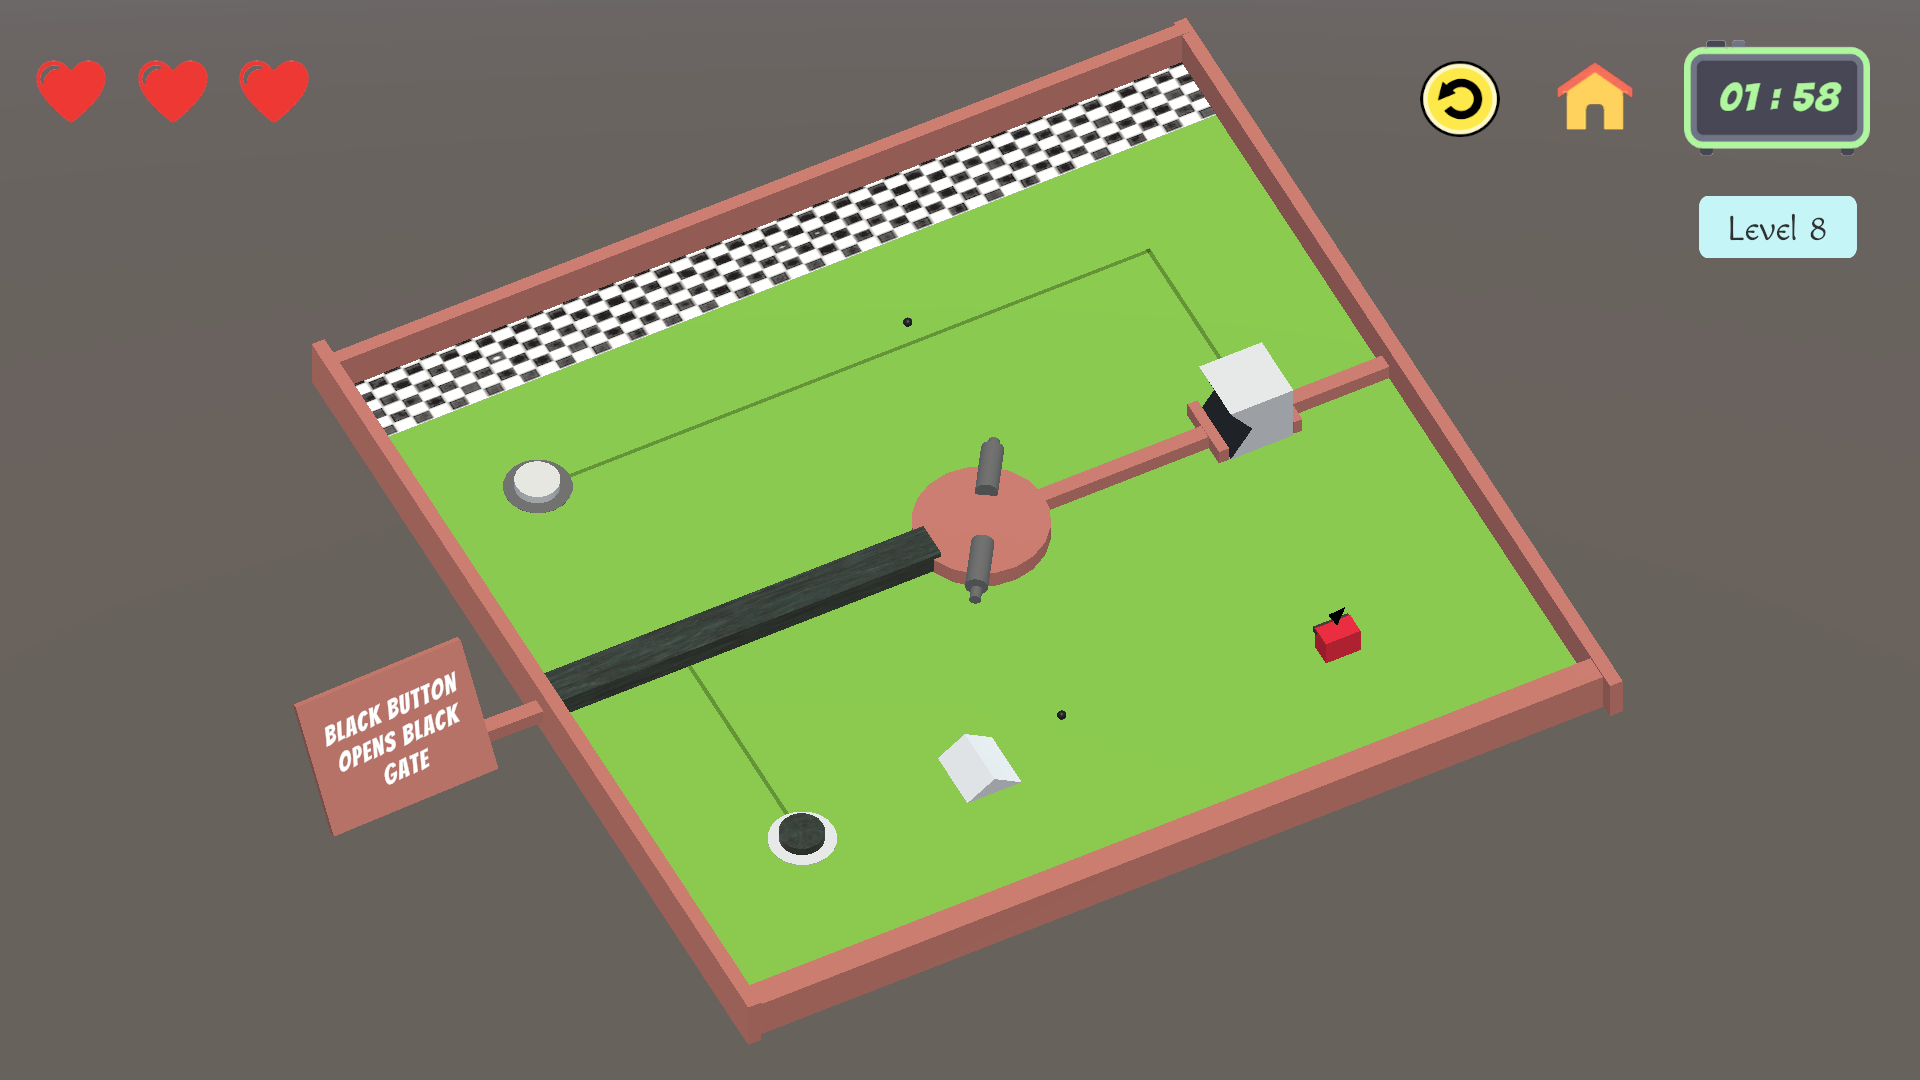 01 : 58
Level 8
BLACK BUTTON
OPENS BLACK
GATE